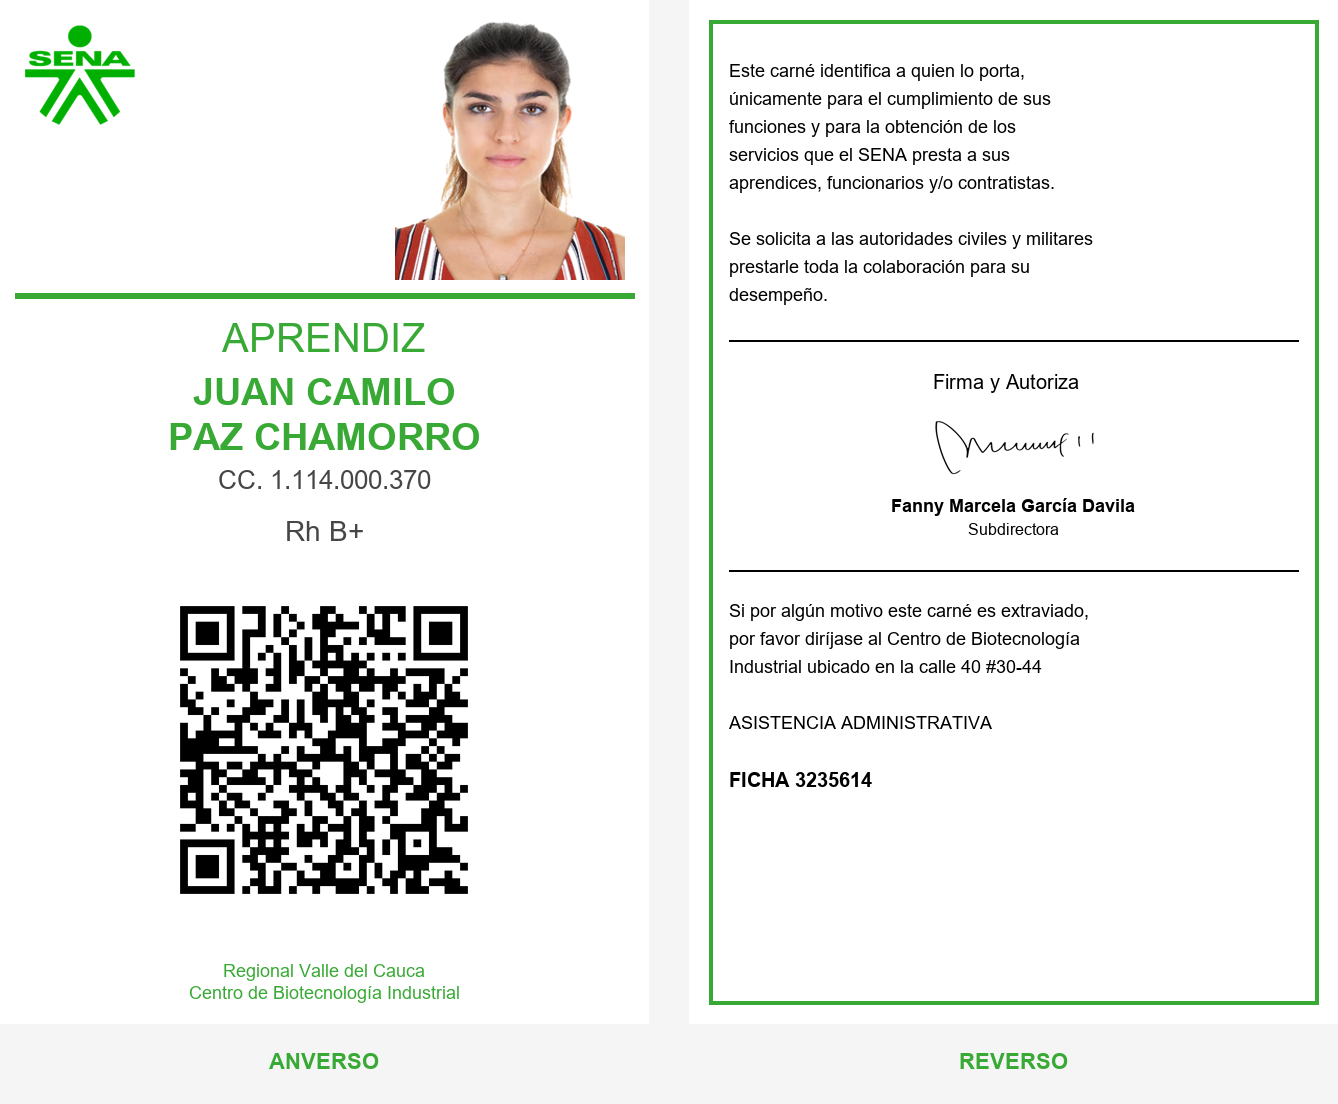 SENA
APRENDIZ
JUAN CAMILO
PAZ CHAMORRO
CC. 1.114.000.370
Rh B+
Regional Valle del Cauca
Centro de Biotecnología Industrial
ANVERSO
Este carné identifica a quien lo porta,
únicamente para el cumplimiento de sus
funciones y para la obtención de los
servicios que el SENA presta a sus
aprendices, funcionarios y/o contratistas.
Se solicita a las autoridades civiles y militares
prestarle toda la colaboración para su
desempeño.
Firma y Autoriza
Fanny Marcela García Davila
Subdirectora
Si por algún motivo este carné es extraviado,
por favor diríjase al Centro de Biotecnología
Industrial ubicado en la calle 40 #30-44
ASISTENCIA ADMINISTRATIVA
FICHA 3235614
REVERSO